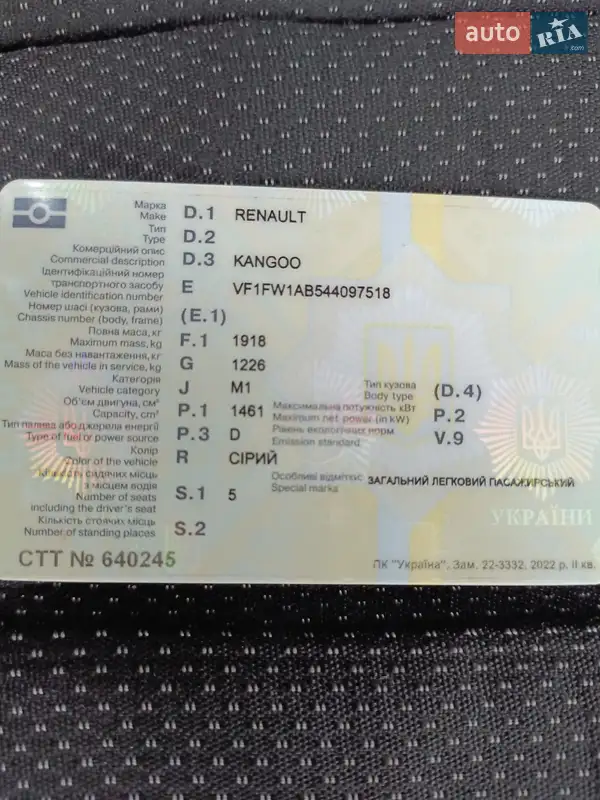 auto RIA .com
Марка
Make D.1 RENAULT
Тип
Type D.2
Комерційний опис
Commercial description D.3 KANGOO
Ідентифікаційний номер
транспортного засобу
Vehicle identification number E VF1FW1AB544097518
Номер шасі (кузова, рами)
Chassis number (body, frame) (E.1)
Повна маса, кг
Maximum mass, kg F.1 1918
Маса без навантаження, кг
Mass of the vehicle in service, kg G 1226
Категорія
Vehicle category J M1 Тип кузова
Body type (D.4)
Об'єм двигуна, см³
Capacity, cm³ P.1 1461 Максимальна потужність кВт
Maximum net power (in kW) P.2
Тип палива або джерела енергії
Type of fuel or power source P.3 D Рівень екологічних норм
Emission standard V.9
Колір
Color of the vehicle R СІРИЙ
Кількість сидячих місць
з місцем водія
Number of seats
including the driver's seat S.1 5 Особливі відмітки
Special marks ЗАГАЛЬНИЙ ЛЕГКОВИЙ ПАСАЖИРСЬКИЙ
Кількість стоячих місць
Number of standing places S.2
УКРАЇНИ
СТТ № 640245
ПК "Україна". Зам. 22-3332. 2022 р. II кв.